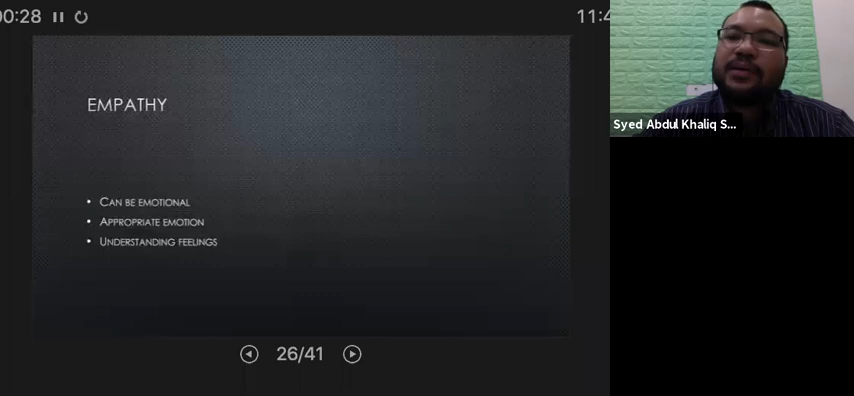 00:28
11:4
EMPATHY
• CAN BE EMOTIONAL
• APPROPRIATE EMOTION
• UNDERSTANDING FEELINGS
26/41
Syed Abdul Khaliq S...